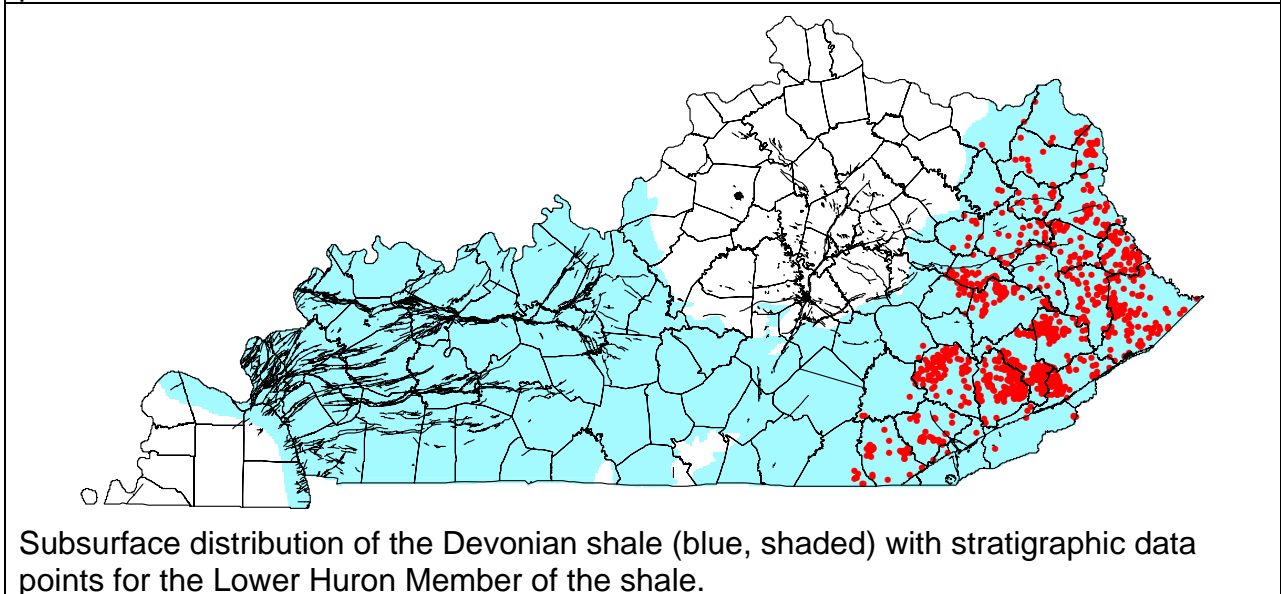 Subsurface distribution of the Devonian shale (blue, shaded) with stratigraphic data
points for the Lower Huron Member of the shale.